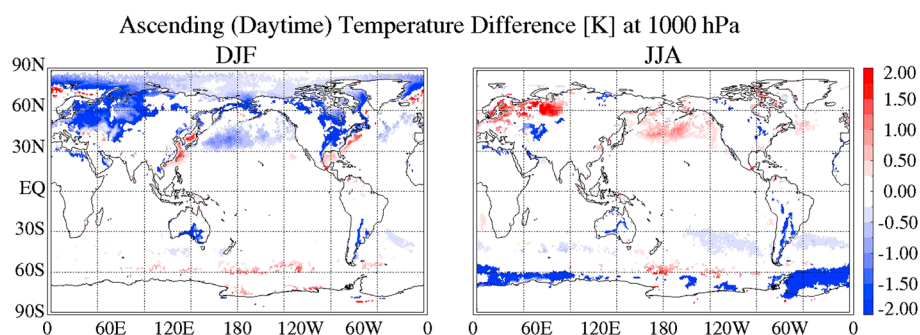 Ascending (Daytime) Temperature Difference [K] at 1000 hPa
DJF
JJA
90N
60N
30N
EQ
30S
60S
90S
0 60E 120E 180 120W 60W 0
0 60E 120E 180 120W 60W 0
2.00
1.50
1.00
0.50
0.00
-0.50
-1.00
-1.50
-2.00